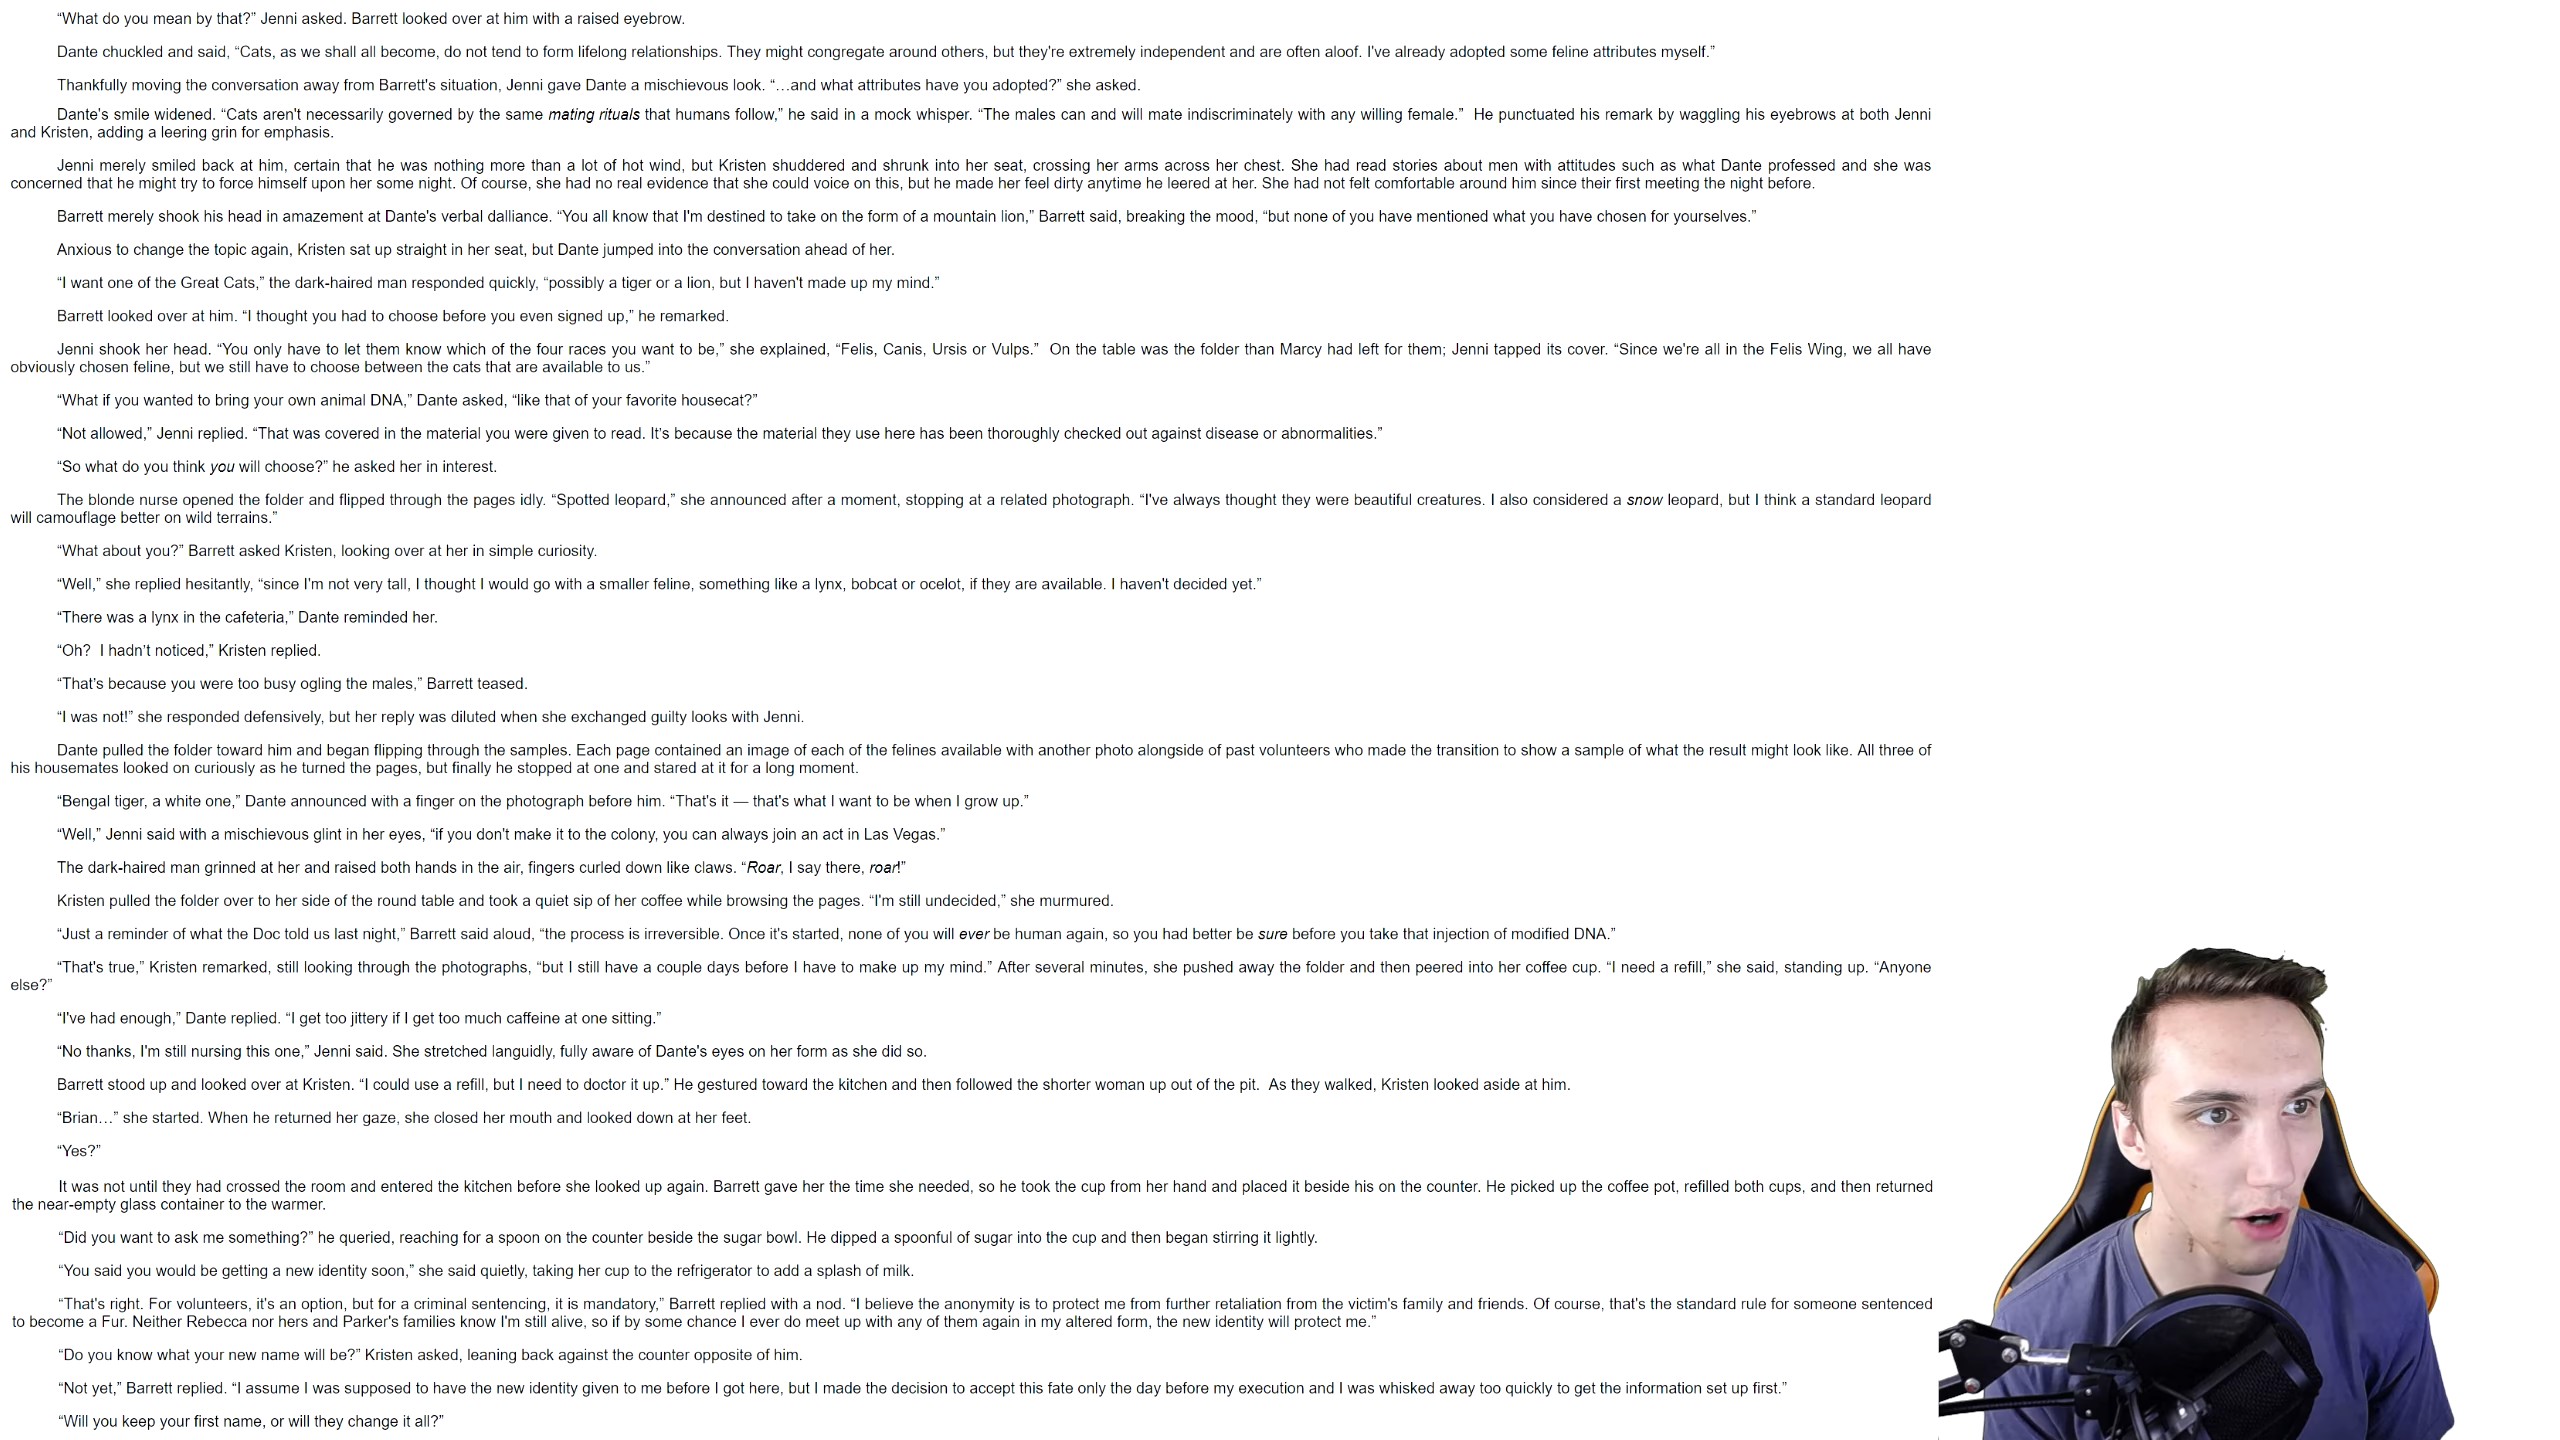 “What do you mean by that?” Jenni asked. Barrett looked over at him with a raised eyebrow.
Dante chuckled and said, “Cats, as we shall all become, do not tend to form lifelong relationships. They might congregate around others, but they're extremely independent and are often aloof. I've already adopted some feline attributes myself.”
Thankfully moving the conversation away from Barrett's situation, Jenni gave Dante a mischievous look. “…and what attributes have you adopted?” she asked.
Dante's smile widened. “Cats aren't necessarily governed by the same mating rituals that humans follow,” he said in a mock whisper. “The males can and will mate indiscriminately with any willing female.”  He punctuated his remark by waggling his eyebrows at both Jenni
and Kristen, adding a leering grin for emphasis.
Jenni merely smiled back at him, certain that he was nothing more than a lot of hot wind, but Kristen shuddered and shrunk into her seat, crossing her arms across her chest. She had read stories about men with attitudes such as what Dante professed and she was
concerned that he might try to force himself upon her some night. Of course, she had no real evidence that she could voice on this, but he made her feel dirty anytime he leered at her. She had not felt comfortable around him since their first meeting the night before.
Barrett merely shook his head in amazement at Dante's verbal dalliance. “You all know that I'm destined to take on the form of a mountain lion,” Barrett said, breaking the mood, “but none of you have mentioned what you have chosen for yourselves.”
Anxious to change the topic again, Kristen sat up straight in her seat, but Dante jumped into the conversation ahead of her.
“I want one of the Great Cats,” the dark-haired man responded quickly, “possibly a tiger or a lion, but I haven't made up my mind.”
Barrett looked over at him. “I thought you had to choose before you even signed up,” he remarked.
Jenni shook her head. “You only have to let them know which of the four races you want to be,” she explained, “Felis, Canis, Ursis or Vulps.”  On the table was the folder than Marcy had left for them; Jenni tapped its cover. “Since we're all in the Felis Wing, we all have
obviously chosen feline, but we still have to choose between the cats that are available to us.”
“What if you wanted to bring your own animal DNA,” Dante asked, “like that of your favorite housecat?”
“Not allowed,” Jenni replied. “That was covered in the material you were given to read. It's because the material they use here has been thoroughly checked out against disease or abnormalities.”
“So what do you think you will choose?” he asked her in interest.
The blonde nurse opened the folder and flipped through the pages idly. “Spotted leopard,” she announced after a moment, stopping at a related photograph. “I've always thought they were beautiful creatures. I also considered a snow leopard, but I think a standard leopard
will camouflage better on wild terrains.”
“What about you?” Barrett asked Kristen, looking over at her in simple curiosity.
“Well,” she replied hesitantly, “since I'm not very tall, I thought I would go with a smaller feline, something like a lynx, bobcat or ocelot, if they are available. I haven't decided yet.”
“There was a lynx in the cafeteria,” Dante reminded her.
“Oh?  I hadn't noticed,” Kristen replied.
“That's because you were too busy ogling the males,” Barrett teased.
“I was not!” she responded defensively, but her reply was diluted when she exchanged guilty looks with Jenni.
Dante pulled the folder toward him and began flipping through the samples. Each page contained an image of each of the felines available with another photo alongside of past volunteers who made the transition to show a sample of what the result might look like. All three of
his housemates looked on curiously as he turned the pages, but finally he stopped at one and stared at it for a long moment.
“Bengal tiger, a white one,” Dante announced with a finger on the photograph before him. “That's it — that's what I want to be when I grow up.”
“Well,” Jenni said with a mischievous glint in her eyes, “if you don't make it to the colony, you can always join an act in Las Vegas.”
The dark-haired man grinned at her and raised both hands in the air, fingers curled down like claws. “Roar, I say there, roar!”
Kristen pulled the folder over to her side of the round table and took a quiet sip of her coffee while browsing the pages. “I'm still undecided,” she murmured.
“Just a reminder of what the Doc told us last night,” Barrett said aloud, “the process is irreversible. Once it's started, none of you will ever be human again, so you had better be sure before you take that injection of modified DNA.”
“That's true,” Kristen remarked, still looking through the photographs, “but I still have a couple days before I have to make up my mind.” After several minutes, she pushed away the folder and then peered into her coffee cup. “I need a refill,” she said, standing up. “Anyone
else?”
“I've had enough,” Dante replied. “I get too jittery if I get too much caffeine at one sitting.”
“No thanks, I'm still nursing this one,” Jenni said. She stretched languidly, fully aware of Dante's eyes on her form as she did so.
Barrett stood up and looked over at Kristen. “I could use a refill, but I need to doctor it up.” He gestured toward the kitchen and then followed the shorter woman up out of the pit.  As they walked, Kristen looked aside at him.
“Brian…” she started. When he returned her gaze, she closed her mouth and looked down at her feet.
“Yes?”
It was not until they had crossed the room and entered the kitchen before she looked up again. Barrett gave her the time she needed, so he took the cup from her hand and placed it beside his on the counter. He picked up the coffee pot, refilled both cups, and then returned
the near-empty glass container to the warmer.
“Did you want to ask me something?” he queried, reaching for a spoon on the counter beside the sugar bowl. He dipped a spoonful of sugar into the cup and then began stirring it lightly.
“You said you would be getting a new identity soon,” she said quietly, taking her cup to the refrigerator to add a splash of milk.
“That's right. For volunteers, it's an option, but for a criminal sentencing, it is mandatory,” Barrett replied with a nod. “I believe the anonymity is to protect me from further retaliation from the victim's family and friends. Of course, that's the standard rule for someone sentenced
to become a Fur. Neither Rebecca nor hers and Parker's families know I'm still alive, so if by some chance I ever do meet up with any of them again in my altered form, the new identity will protect me.”
“Do you know what your new name will be?” Kristen asked, leaning back against the counter opposite of him.
“Not yet,” Barrett replied. “I assume I was supposed to have the new identity given to me before I got here, but I made the decision to accept this fate only the day before my execution and I was whisked away too quickly to get the information set up first.”
“Will you keep your first name, or will they change it all?”